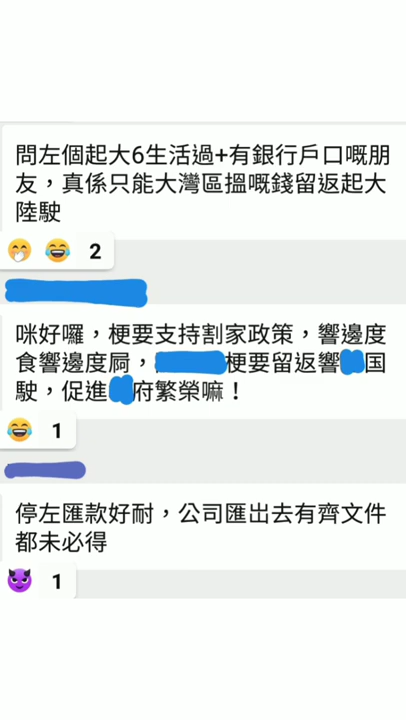 問左個起大6生活過+有銀行戶口嘅朋
友，真係只能大灣區搵嘅錢留返起大
陸駛
2
咪好囉，梗要支持割家政策，響邊度
食響邊度屙，梗要留返響国
駛，促進府繁榮嘛！
1
停左匯款好耐，公司匯出去有齊文件
都未必得
1